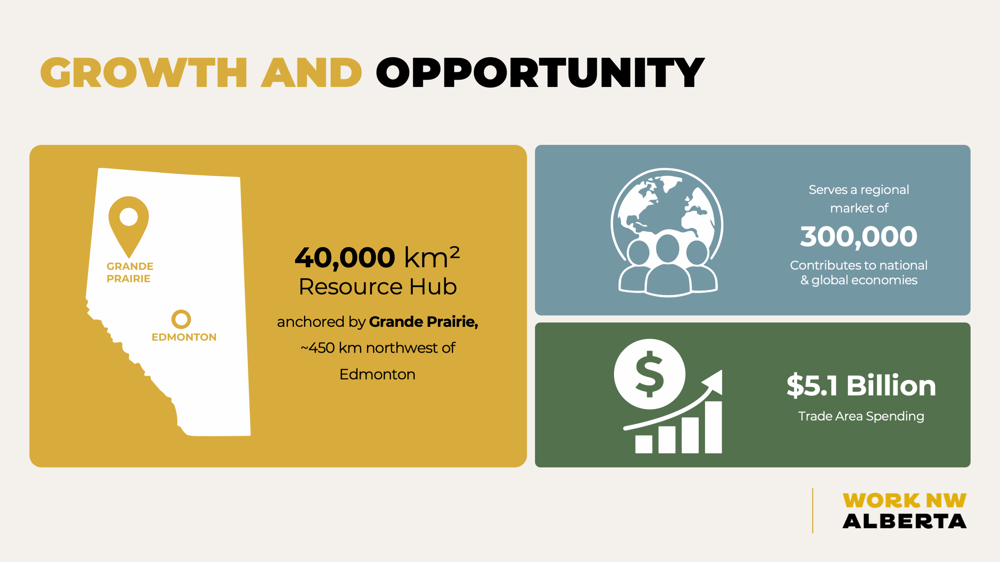 GROWTH AND OPPORTUNITY
GRANDE
PRAIRIE
EDMONTON
40,000 km²
Resource Hub
anchored by Grande Prairie,
~450 km northwest of
Edmonton
Serves a regional
market of
300,000
Contributes to national
& global economies
$
$5.1 Billion
Trade Area Spending
WORK NW
ALBERTA